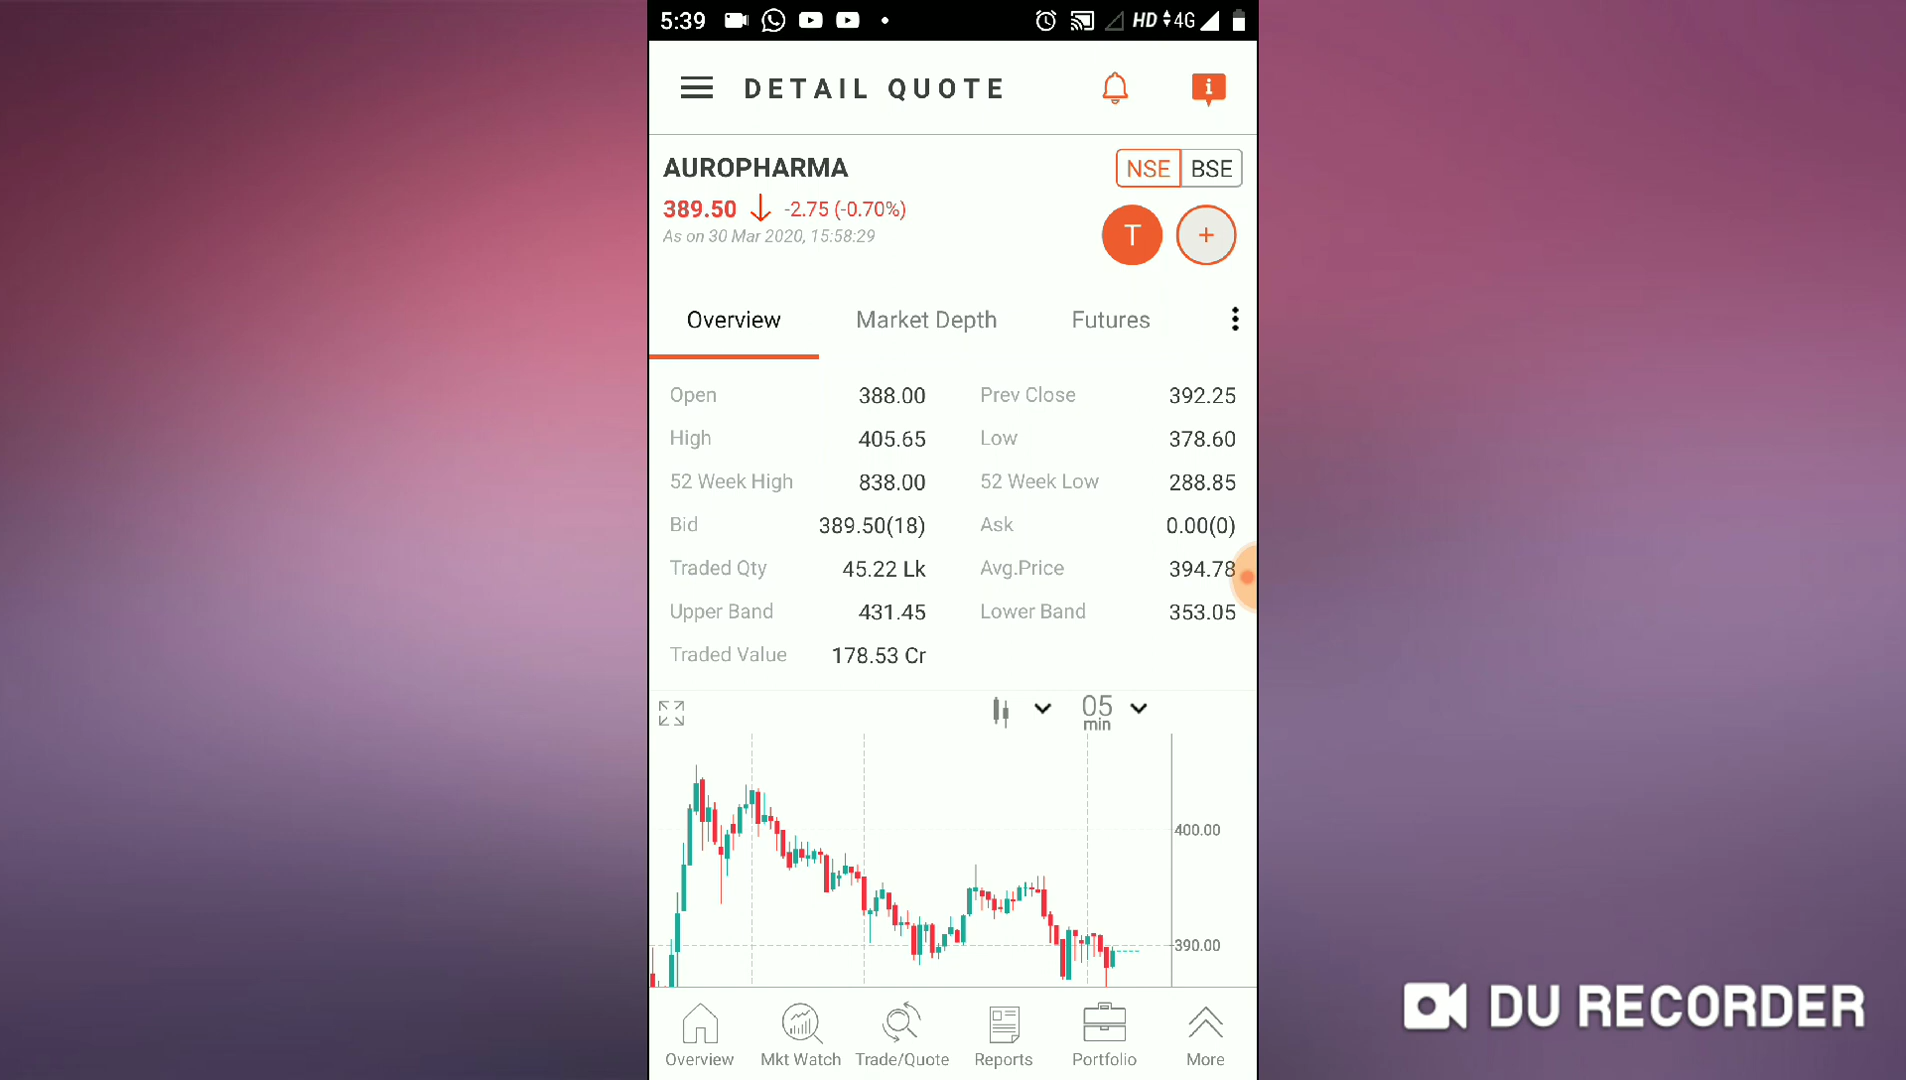 5:39 HD 4G
DETAIL QUOTE
AUROPHARMA NSE BSE
389.50 -2.75 (-0.70%)
As on 30 Mar 2020, 15:58:29
T +
Overview Market Depth Futures
Open 388.00 Prev Close 392.25
High 405.65 Low 378.60
52 Week High 838.00 52 Week Low 288.85
Bid 389.50(18) Ask 0.00(0)
Traded Qty 45.22 Lk Avg.Price 394.78
Upper Band 431.45 Lower Band 353.05
Traded Value 178.53 Cr
05
min
400.00
390.00
Overview Mkt Watch Trade/Quote Reports Portfolio More
DU RECORDER